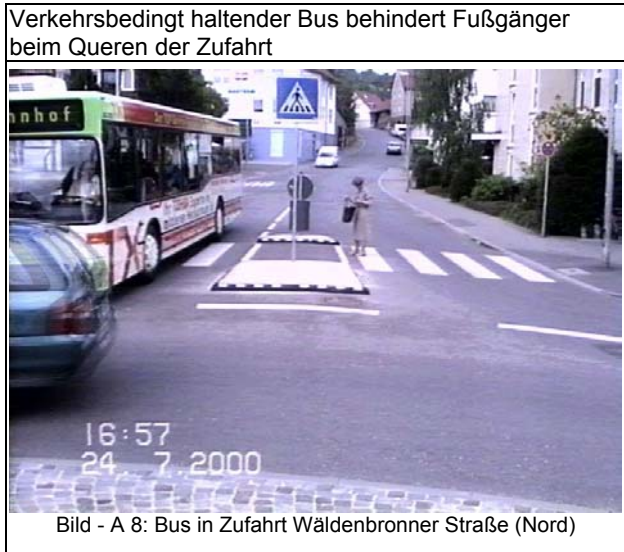 Verkehrsbedingt haltender Bus behindert Fußgänger
beim Queren der Zufahrt
nhof
16:57
24. 7.2000
Bild - A 8: Bus in Zufahrt Wäldenbronner Straße (Nord)